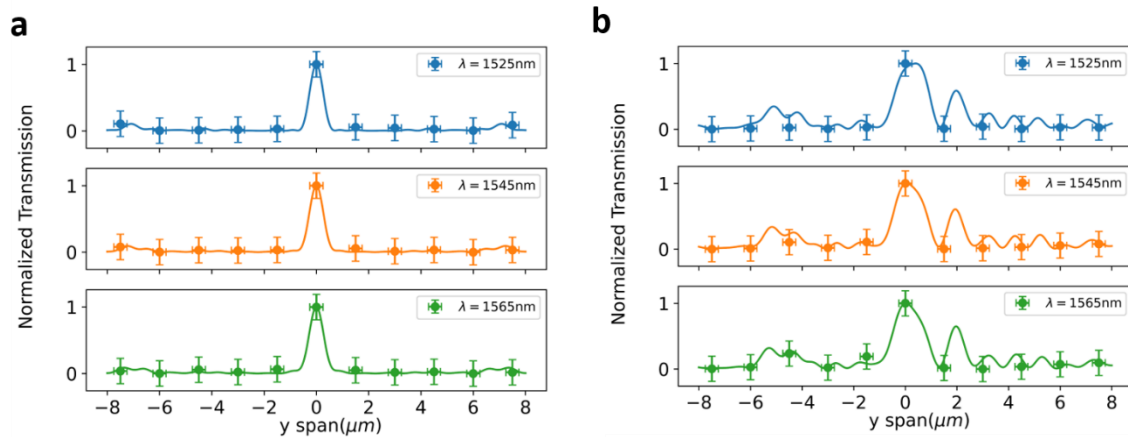 a
b
Normalized Transmission
1
0
λ = 1525nm
1
0
λ = 1545nm
1
0
λ = 1565nm
−8 −6 −4 −2 0 2 4 6 8
y span(μm)
Normalized Transmission
1
0
λ = 1525nm
1
0
λ = 1545nm
1
0
λ = 1565nm
−8 −6 −4 −2 0 2 4 6 8
y span(μm)